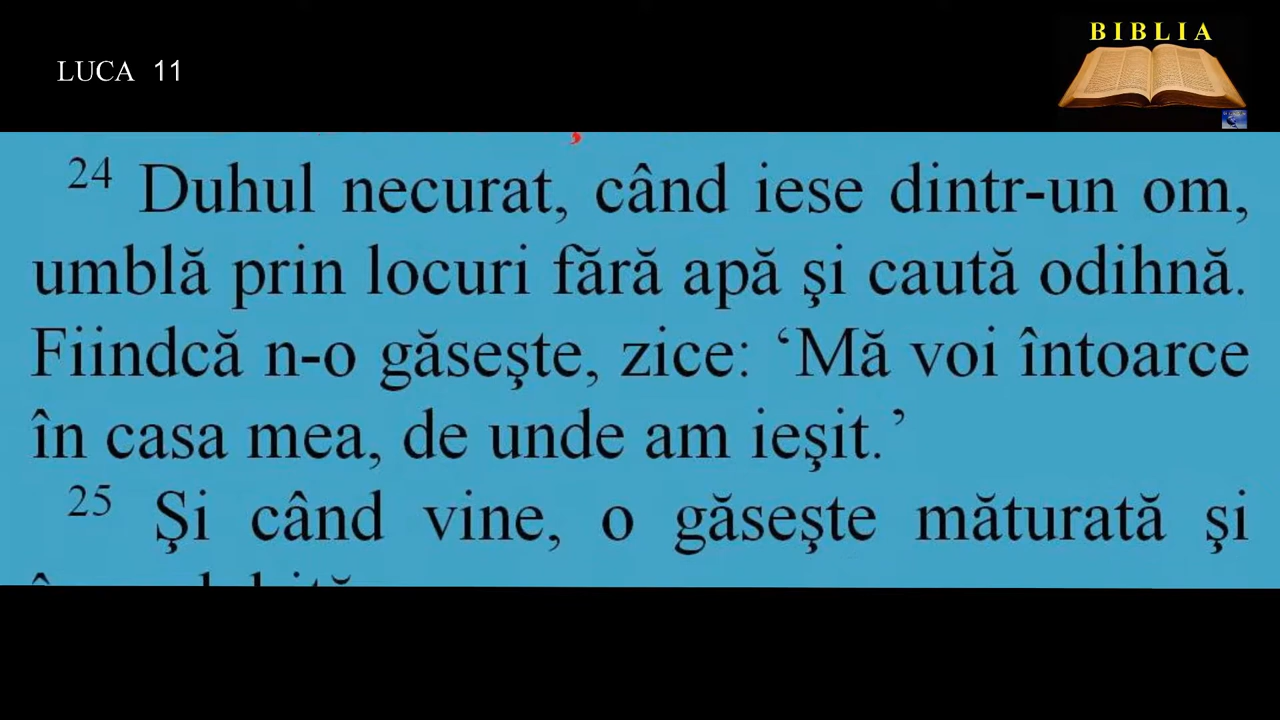 BIBLIA
LUCA 11
24 Duhul necurat, când iese dintr-un om,
umblă prin locuri fără apă şi caută odihnă.
Fiindcă n-o găseşte, zice: ‘Mă voi întoarce
în casa mea, de unde am ieşit.’
25 Şi când vine, o găseşte măturată şi